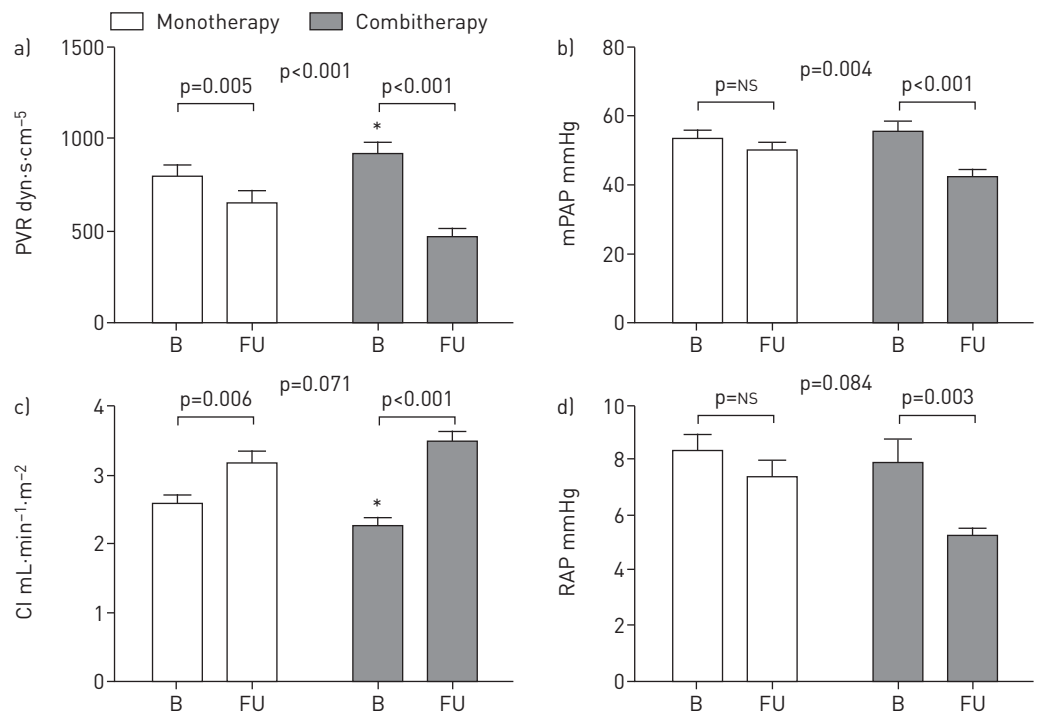 Monotherapy Combitherapy
a)
PVR dyn·s·cm⁻⁵
1500
1000
500
0
p=0.005
p<0.001
p<0.001
*
B FU B FU
b)
mPAP mmHg
80
60
40
20
0
p=NS
p=0.004
p<0.001
B FU B FU
c)
CI mL·min⁻¹·m⁻²
4
3
2
1
0
p=0.006
p=0.071
p<0.001
*
B FU B FU
d)
RAP mmHg
10
8
6
4
2
0
p=NS
p=0.084
p=0.003
B FU B FU